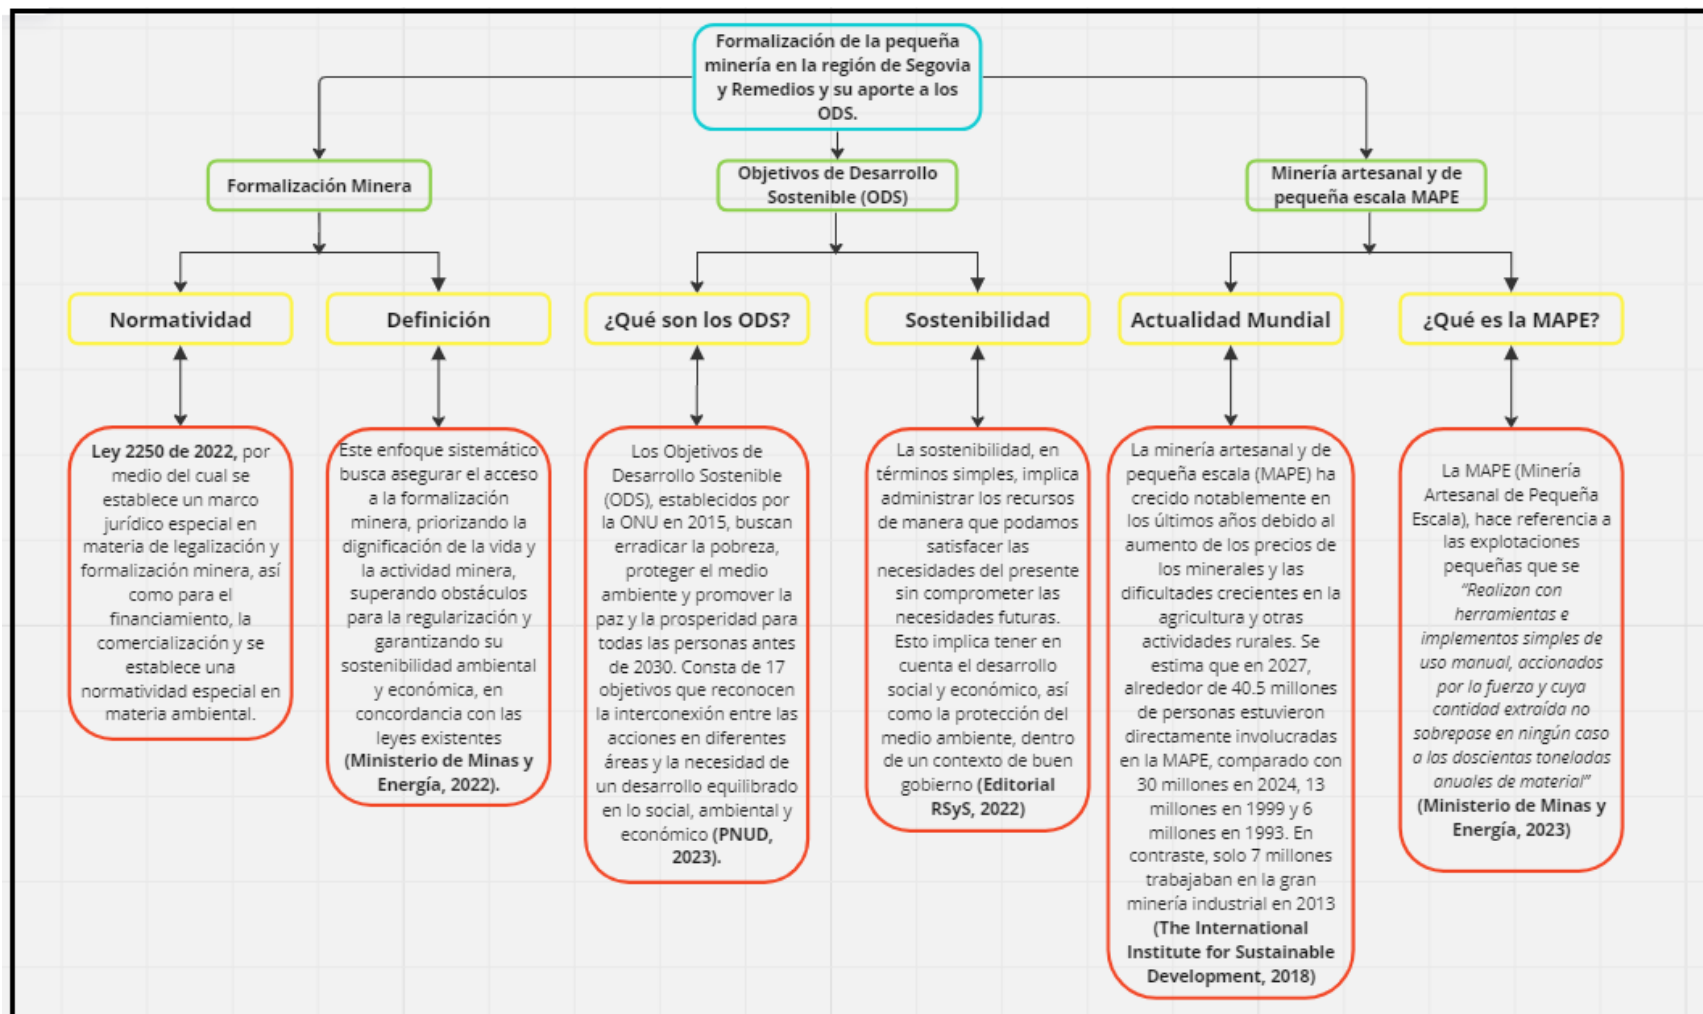 Formalización de la pequeña
minería en la región de Segovia
y Remedios y su aporte a los
ODS.
Formalización Minera
Objetivos de Desarrollo
Sostenible (ODS)
Minería artesanal y de
pequeña escala MAPE
Normatividad
Definición
¿Qué son los ODS?
Sostenibilidad
Actualidad Mundial
¿Qué es la MAPE?
Ley 2250 de 2022, por
medio del cual se
establece un marco
jurídico especial en
materia de legalización y
formalización minera, así
como para el
financiamiento, la
comercialización y se
establece una
normatividad especial en
materia ambiental.
Este enfoque sistemático
busca asegurar el acceso
a la formalización
minera, priorizando la
dignificación de la vida y
la actividad minera,
superando obstáculos
para la regularización y
garantizando su
sostenibilidad ambiental
y económica, en
concordancia con las
leyes existentes
(Ministerio de Minas y
Energía, 2022).
Los Objetivos de
Desarrollo Sostenible
(ODS), establecidos por
la ONU en 2015, buscan
erradicar la pobreza,
proteger el medio
ambiente y promover la
paz y la prosperidad para
todas las personas antes
de 2030. Consta de 17
objetivos que reconocen
la interconexión entre las
acciones en diferentes
áreas y la necesidad de
un desarrollo equilibrado
en lo social, ambiental y
económico (PNUD,
2023).
La sostenibilidad, en
términos simples, implica
administrar los recursos
de manera que podamos
satisfacer las
necesidades del presente
sin comprometer las
necesidades futuras.
Esto implica tener en
cuenta el desarrollo
social y económico, así
como la protección del
medio ambiente, dentro
de un contexto de buen
gobierno (Editorial
RSyS, 2022)
La minería artesanal y de
pequeña escala (MAPE) ha
crecido notablemente en
los últimos años debido al
aumento de los precios de
los minerales y las
dificultades crecientes en la
agricultura y otras
actividades rurales. Se
estima que en 2027,
alrededor de 40.5 millones
de personas estuvieron
directamente involucradas
en la MAPE, comparado con
30 millones en 2024, 13
millones en 1999 y 6
millones en 1993. En
contraste, solo 7 millones
trabajaban en la gran
minería industrial en 2013
(The International
Institute for Sustainable
Development, 2018)
La MAPE (Minería
Artesanal de Pequeña
Escala), hace referencia a
las explotaciones
pequeñas que se
"Realizan con
herramientas e
implementos simples de
uso manual, accionados
por la fuerza y cuya
cantidad extraída no
sobrepase en ningún caso
a las doscientas toneladas
anuales de material"
(Ministerio de Minas y
Energía, 2023)